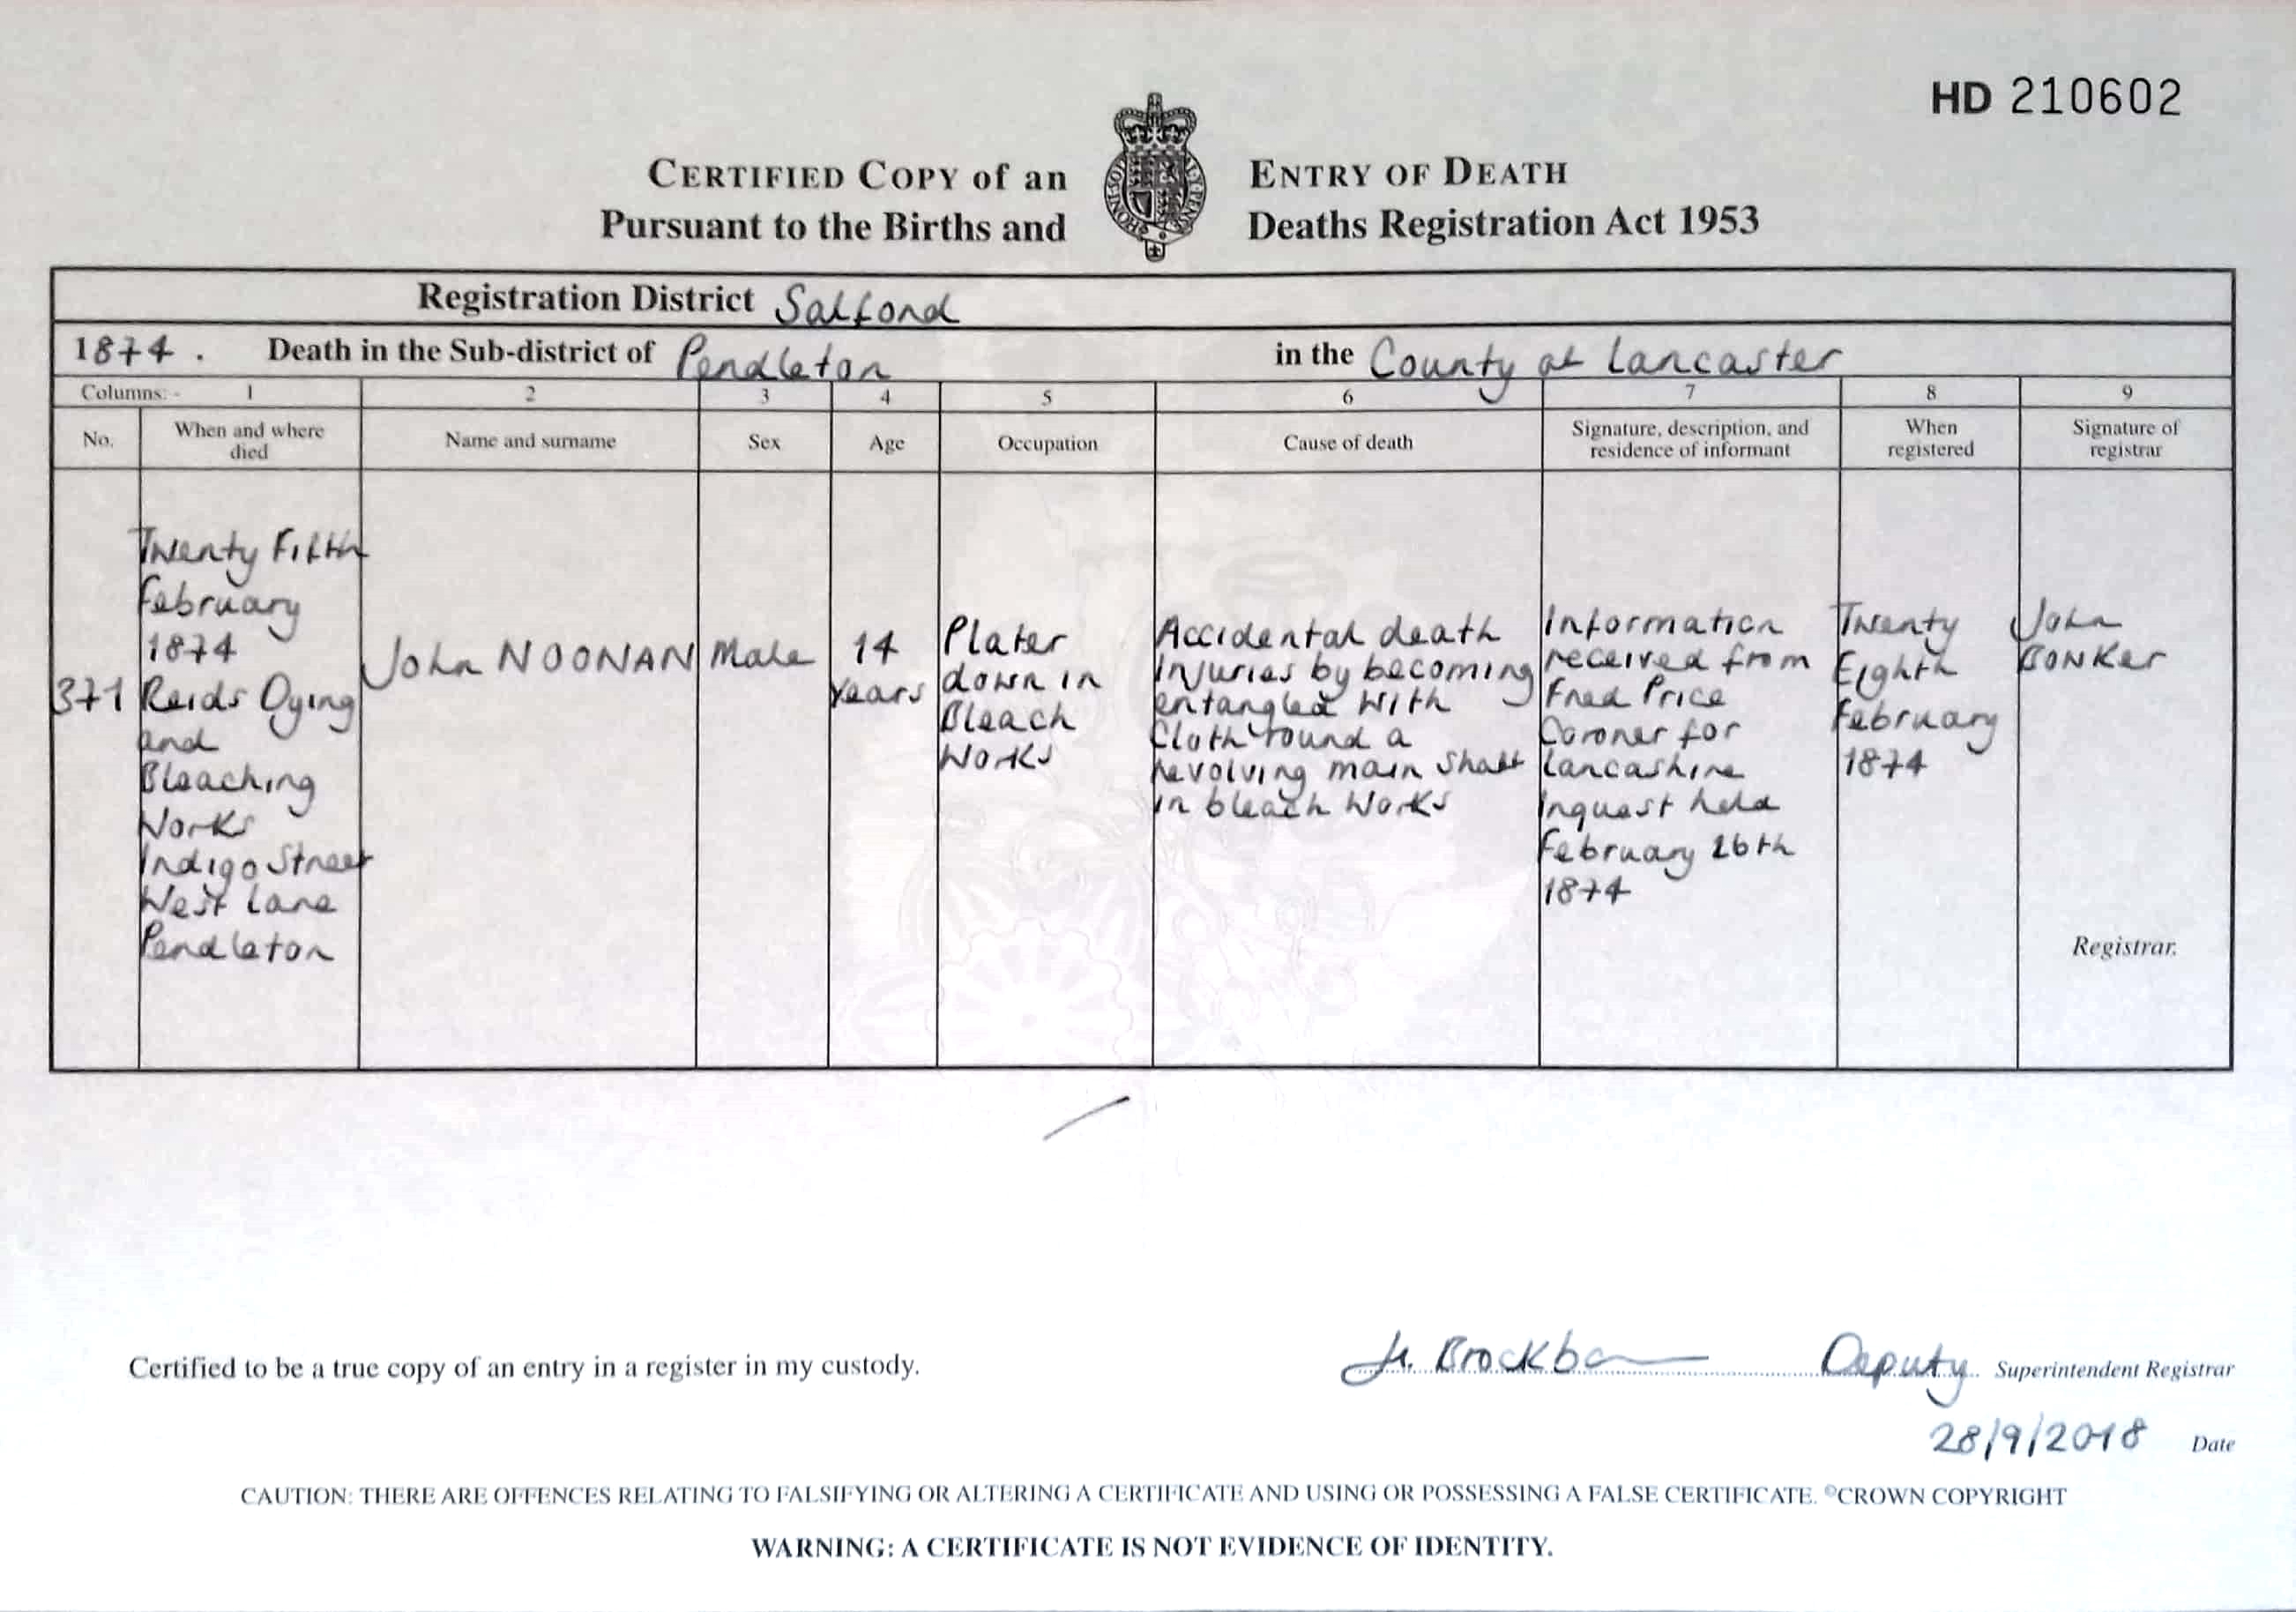 HD 210602
CERTIFIED COPY of an ENTRY OF DEATH
Pursuant to the Births and Deaths Registration Act 1953
Registration District Salford
1874. Death in the Sub-district of Pendleton in the County of Lancaster
Columns:- 1 2 3 4 5 6 7 8 9
No.
When and where
died
Name and surname
Sex
Age
Occupation
Cause of death
Signature, description, and
residence of informant
When
registered
Signature of
registrar
371
Twenty Fifth
February
1874
Reids Dying
and
Bleaching
Works
Indigo Street
West Lane
Pendleton
John NOONAN
Male
14
years
Plater
down in
Bleach
Works
Accidental death
injuries by becoming
entangled with
Cloth round a
revolving main shaft
in bleach works
Information
received from
Fred Price
Coroner for
Lancashire
Inquest held
February 26th
1874
Twenty
Eighth
February
1874
John
BONKER
Registrar.
Certified to be a true copy of an entry in a register in my custody.
Deputy Superintendent Registrar
28/9/2018 Date
CAUTION: THERE ARE OFFENCES RELATING TO FALSIFYING OR ALTERING A CERTIFICATE AND USING OR POSSESSING A FALSE CERTIFICATE. ©CROWN COPYRIGHT
WARNING: A CERTIFICATE IS NOT EVIDENCE OF IDENTITY.